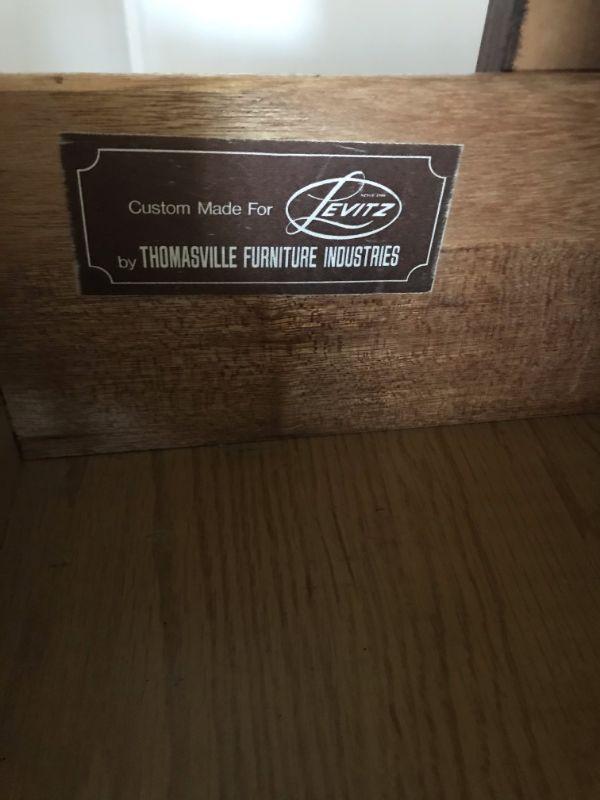 Custom Made For LEVITZ
by THOMASVILLE FURNITURE INDUSTRIES